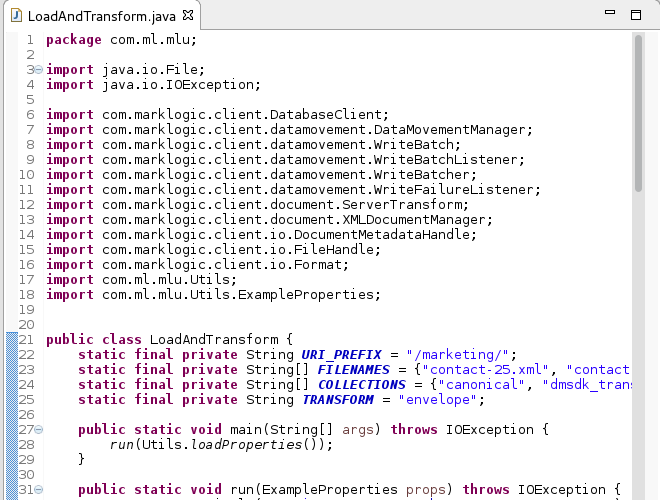 LoadAndTransform.java
1 package com.ml.mlu;
2
3 import java.io.File;
4 import java.io.IOException;
5
6 import com.marklogic.client.DatabaseClient;
7 import com.marklogic.client.datamovement.DataMovementManager;
8 import com.marklogic.client.datamovement.WriteBatch;
9 import com.marklogic.client.datamovement.WriteBatchListener;
10 import com.marklogic.client.datamovement.WriteBatcher;
11 import com.marklogic.client.datamovement.WriteFailureListener;
12 import com.marklogic.client.document.ServerTransform;
13 import com.marklogic.client.document.XMLDocumentManager;
14 import com.marklogic.client.io.DocumentMetadataHandle;
15 import com.marklogic.client.io.FileHandle;
16 import com.marklogic.client.io.Format;
17 import com.ml.mlu.Utils;
18 import com.ml.mlu.Utils.ExampleProperties;
19
20
21 public class LoadAndTransform {
22 static final private String URI_PREFIX = "/marketing/";
23 static final private String[] FILENAMES = {"contact-25.xml", "contact
24 static final private String[] COLLECTIONS = {"canonical", "dmsdk_tran
25 static final private String TRANSFORM = "envelope";
26
27 public static void main(String[] args) throws IOException {
28 run(Utils.loadProperties());
29 }
30
31 public static void run(ExampleProperties props) throws IOException {